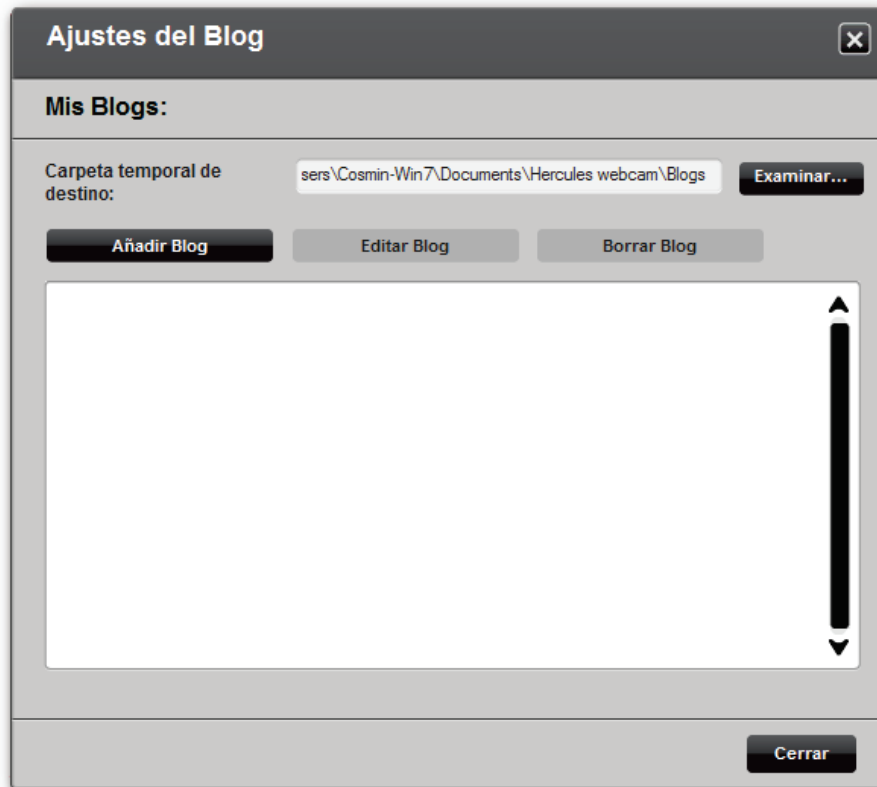 Ajustes del Blog
Mis Blogs:
Carpeta temporal de
destino:
sers\Cosmin-Win7\Documents\Hercules webcam\Blogs
Examinar...
Añadir Blog
Editar Blog
Borrar Blog
Cerrar